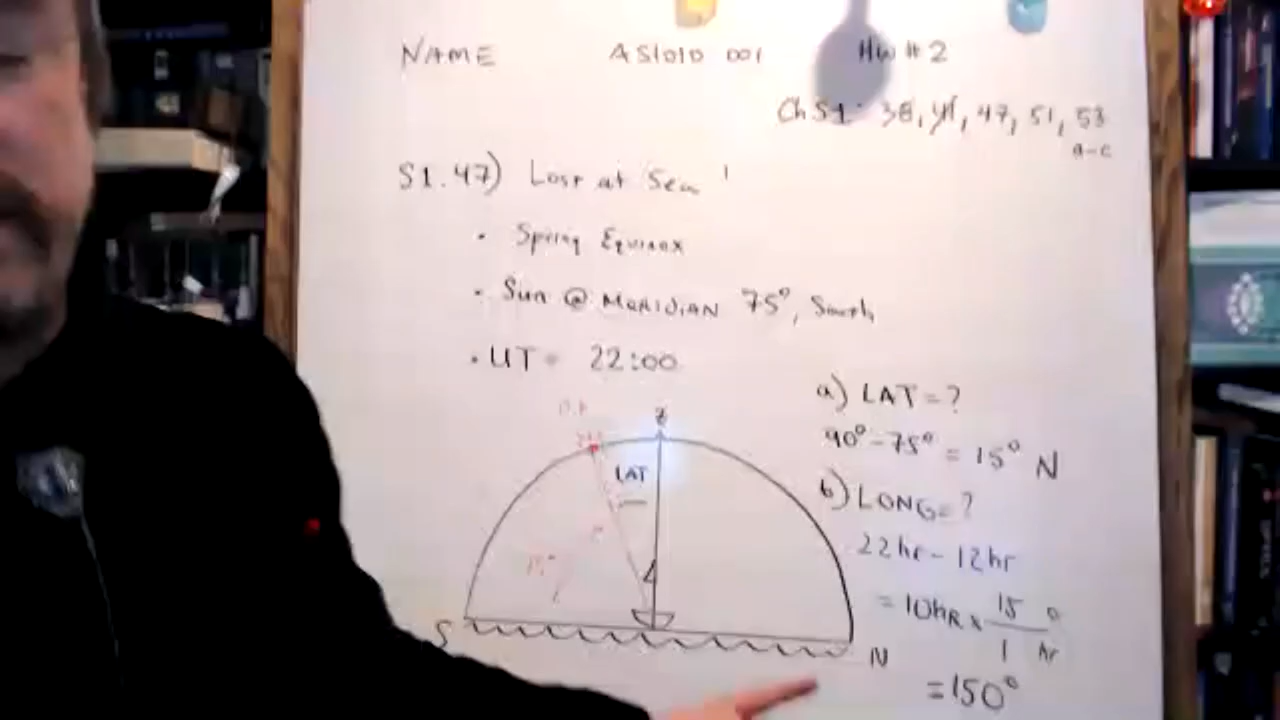 NAME AS1010 001 HW #2
Ch S1: 38, 41, 47, 51, 53
a-c
S1.47) Lost at Sea
• Spring Equinox
• Sun @ MERIDIAN 75°, South
• UT = 22:00
Z
LAT
S
N
a) LAT = ?
90° - 75° = 15° N
b) LONG = ?
22hr - 12hr
= 10hR x 15° / 1 hr
= 150°